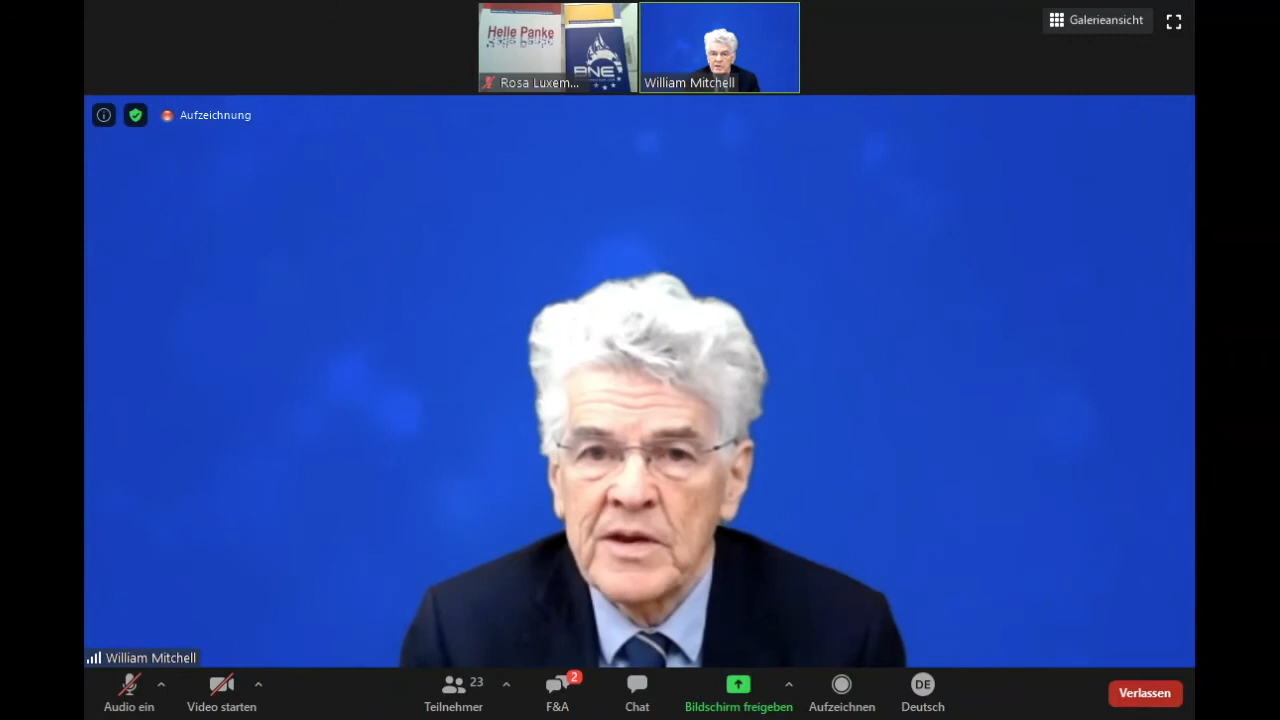 Helle Panke
BNE
Rosa Luxem...
William Mitchell
Galerieansicht
Aufzeichnung
William Mitchell
Audio ein
Video starten
23
Teilnehmer
2
F&A
Chat
Bildschirm freigeben
Aufzeichnen
DE
Deutsch
Verlassen